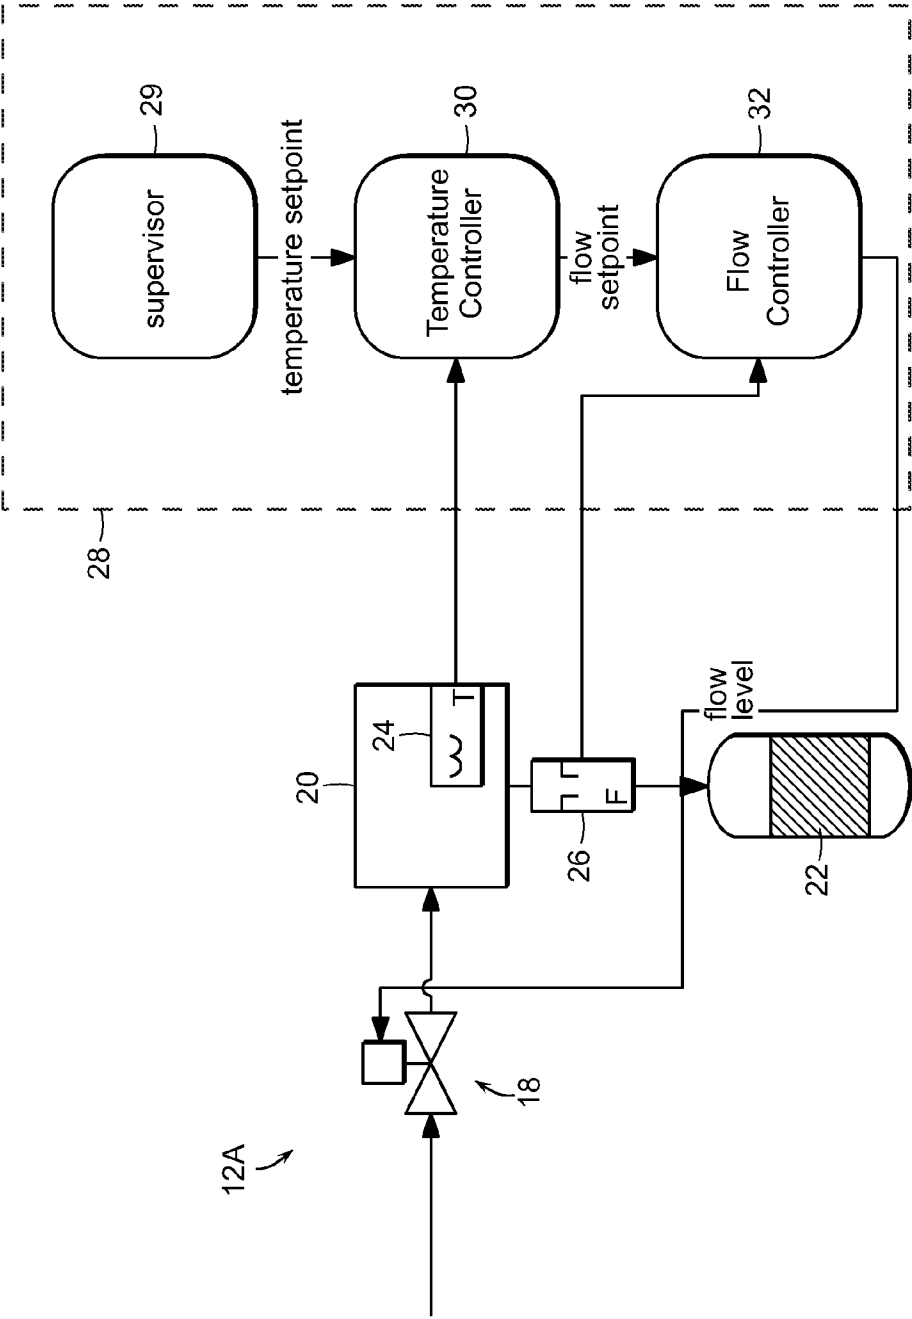 28
29
supervisor
12A
temperature setpoint
20
24
T
Temperature
Controller
30
18
26
F
flow
setpoint
flow
level
Flow
Controller
32
22